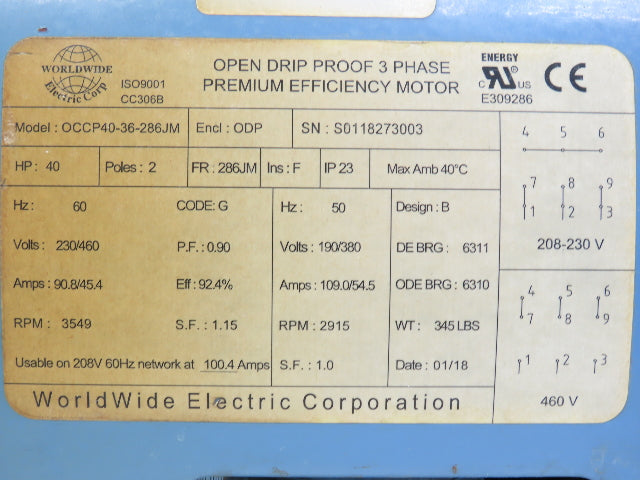 WORLDWIDE
Electric Corp
ISO9001
CC306B
OPEN DRIP PROOF 3 PHASE
PREMIUM EFFICIENCY MOTOR
ENERGY
C UR US
E309286
CE
Model : OCCP40-36-286JM Encl : ODP SN : S0118273003
HP : 40 Poles : 2 FR : 286JM Ins : F IP 23 Max Amb 40°C
Hz : 60 CODE: G Hz : 50 Design : B
Volts : 230/460 P.F. : 0.90 Volts : 190/380 DE BRG : 6311
Amps : 90.8/45.4 Eff : 92.4% Amps : 109.0/54.5 ODE BRG : 6310
RPM : 3549 S.F. : 1.15 RPM : 2915 WT : 345 LBS
Usable on 208V 60Hz network at 100.4 Amps S.F. : 1.0 Date : 01/18
WorldWide Electric Corporation
4 5 6
7 8 9
1 2 3
208-230 V
4 5 6
7 8 9
1 2 3
460 V